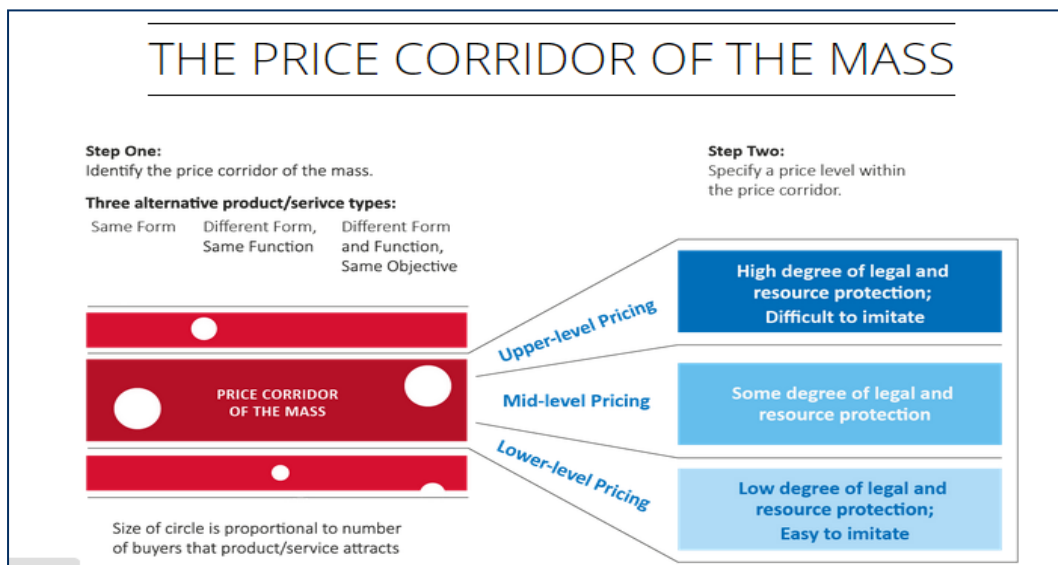 THE PRICE CORRIDOR OF THE MASS
Step One:
Identify the price corridor of the mass.
Three alternative product/serivce types:
Same Form
Different Form,
Same Function
Different Form
and Function,
Same Objective
PRICE CORRIDOR
OF THE MASS
Size of circle is proportional to number
of buyers that product/service attracts
Step Two:
Specify a price level within
the price corridor.
Upper-level Pricing
High degree of legal and
resource protection;
Difficult to imitate
Mid-level Pricing
Some degree of legal and
resource protection
Lower-level Pricing
Low degree of legal and
resource protection;
Easy to imitate